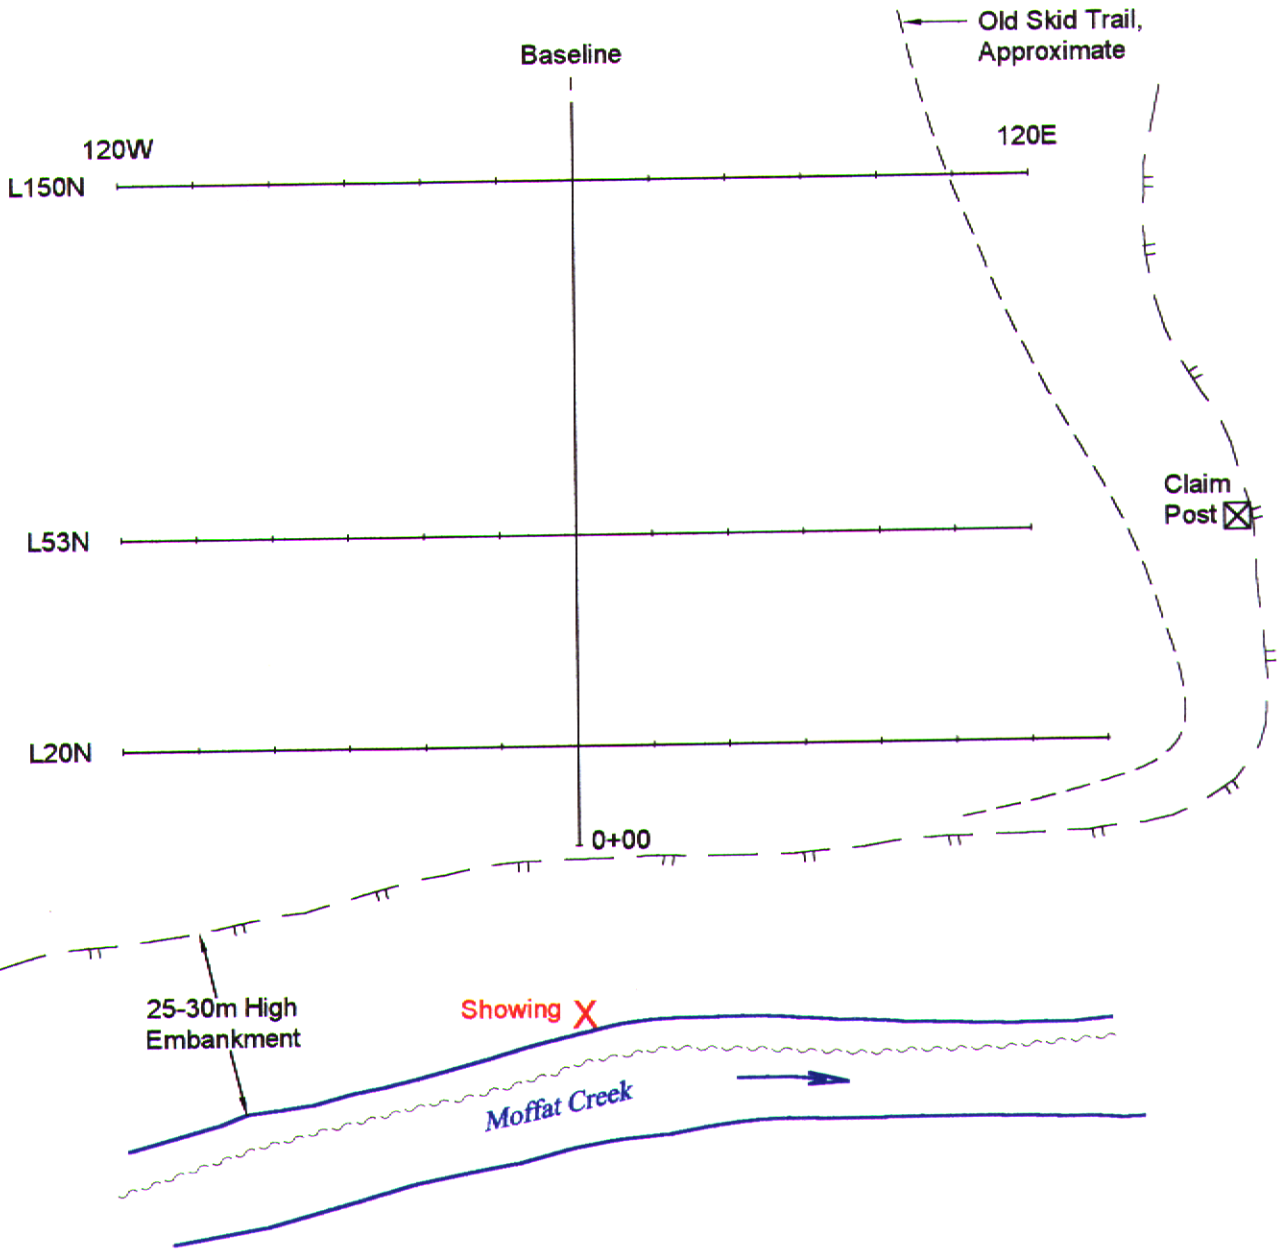 Old Skid Trail,
Approximate
Baseline
120W
120E
L150N
Claim
Post
L53N
L20N
0+00
25-30m High
Embankment
Showing X
Moffat Creek